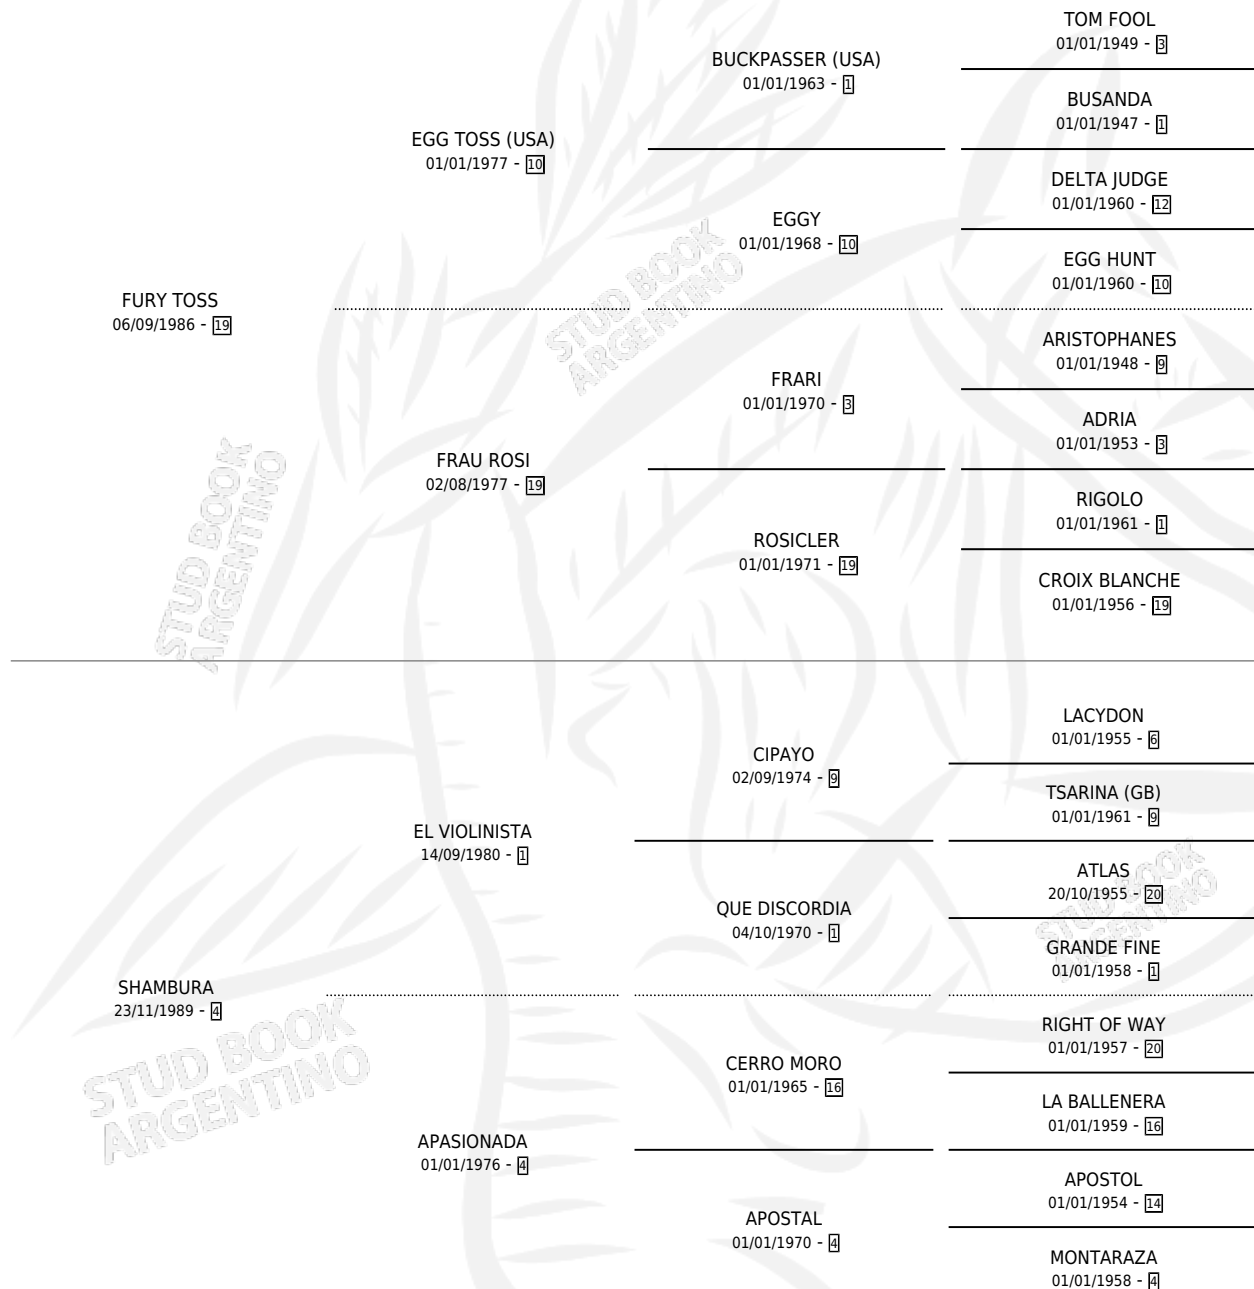 TOM FOOL
01/01/1949 - 3
BUCKPASSER (USA)
01/01/1963 - 1
BUSANDA
01/01/1947 - 1
EGG TOSS (USA)
01/01/1977 - 10
DELTA JUDGE
01/01/1960 - 12
EGGY
01/01/1968 - 10
EGG HUNT
01/01/1960 - 10
FURY TOSS
06/09/1986 - 19
ARISTOPHANES
01/01/1948 - 9
FRARI
01/01/1970 - 3
ADRIA
01/01/1953 - 3
FRAU ROSI
02/08/1977 - 19
RIGOLO
01/01/1961 - 1
ROSICLER
01/01/1971 - 19
CROIX BLANCHE
01/01/1956 - 19
LACYDON
01/01/1955 - 6
CIPAYO
02/09/1974 - 9
TSARINA (GB)
01/01/1961 - 9
EL VIOLINISTA
14/09/1980 - 1
ATLAS
20/10/1955 - 20
QUE DISCORDIA
04/10/1970 - 1
GRANDE FINE
01/01/1958 - 1
SHAMBURA
23/11/1989 - 4
RIGHT OF WAY
01/01/1957 - 20
CERRO MORO
01/01/1965 - 16
LA BALLENERA
01/01/1959 - 16
APASIONADA
01/01/1976 - 4
APOSTOL
01/01/1954 - 14
APOSTAL
01/01/1970 - 4
MONTARAZA
01/01/1958 - 4
STUD BOOK
ARGENTINO
STUD BOOK
ARGENTINO
STUD BOOK
ARGENTINO
STUD BOOK
ARGENTINO